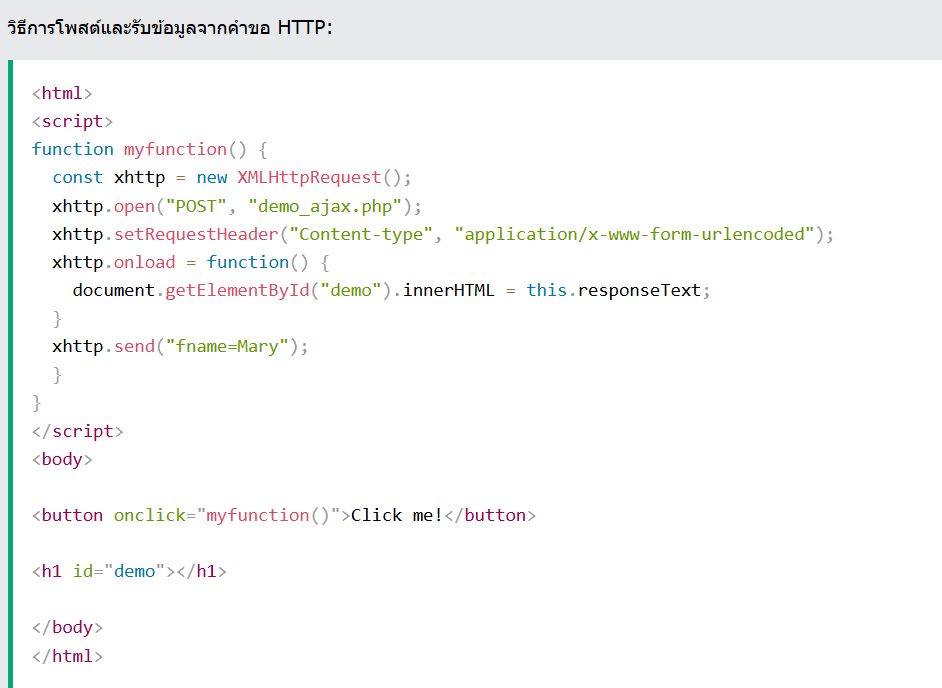 วิธีการโพสต์และรับข้อมูลจากคำขอ HTTP:
<html>
<script>
function myfunction() {
  const xhttp = new XMLHttpRequest();
  xhttp.open("POST", "demo_ajax.php");
  xhttp.setRequestHeader("Content-type", "application/x-www-form-urlencoded");
  xhttp.onload = function() {
    document.getElementById("demo").innerHTML = this.responseText;
  }
  xhttp.send("fname=Mary");
  }
}
</script>
<body>
<button onclick="myfunction()">Click me!</button>
<h1 id="demo"></h1>
</body>
</html>